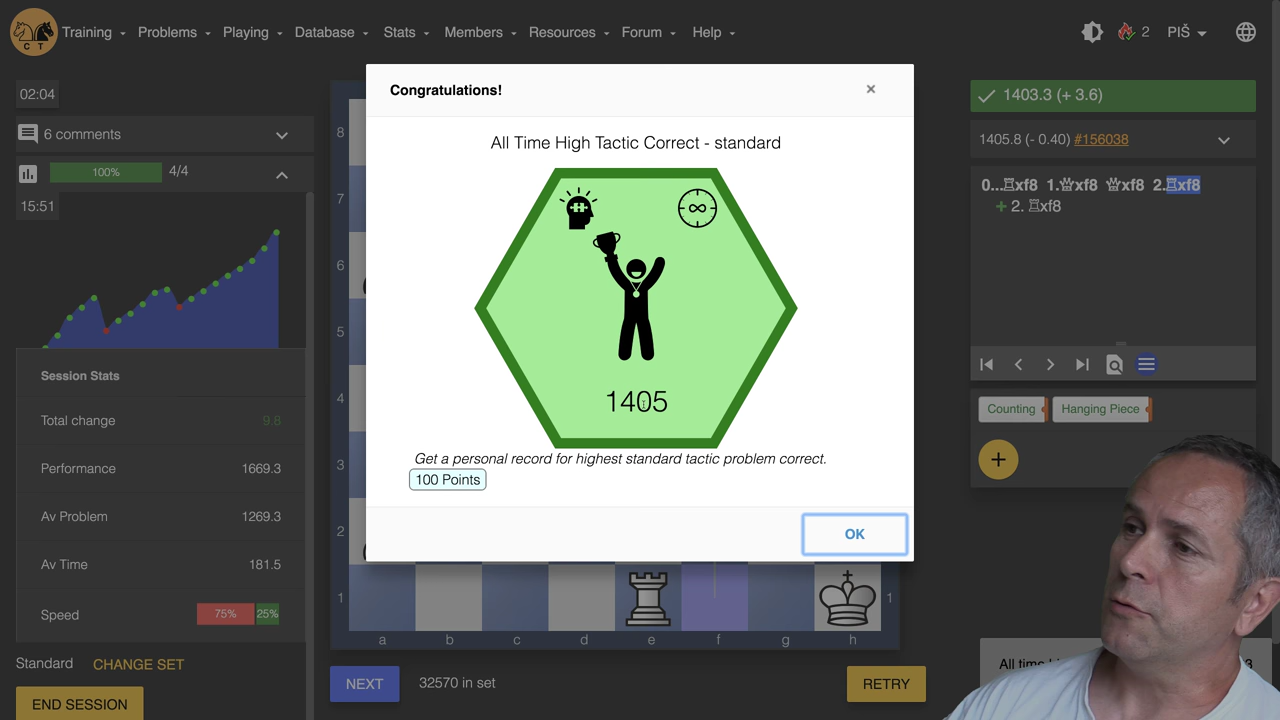 C T
Training
Problems
Playing
Database
Stats
Members
Resources
Forum
Help
2
PIŠ
02:04
6 comments
100%
4/4
15:51
Session Stats
Total change 9.8
Performance 1669.3
Av Problem 1269.3
Av Time 181.5
Speed 75% 25%
Standard CHANGE SET
END SESSION
Congratulations!
×
All Time High Tactic Correct - standard
1405
Get a personal record for highest standard tactic problem correct.
100 Points
OK
8
7
6
5
4
3
2
1
1
a b c d e f g h
NEXT
32570 in set
RETRY
1403.3 (+ 3.6)
1405.8 (- 0.40) #156038
0...♖xf8 1.♕xf8 ♕xf8 2.♖xf8
+ 2. ♖xf8
Counting
Hanging Piece
+